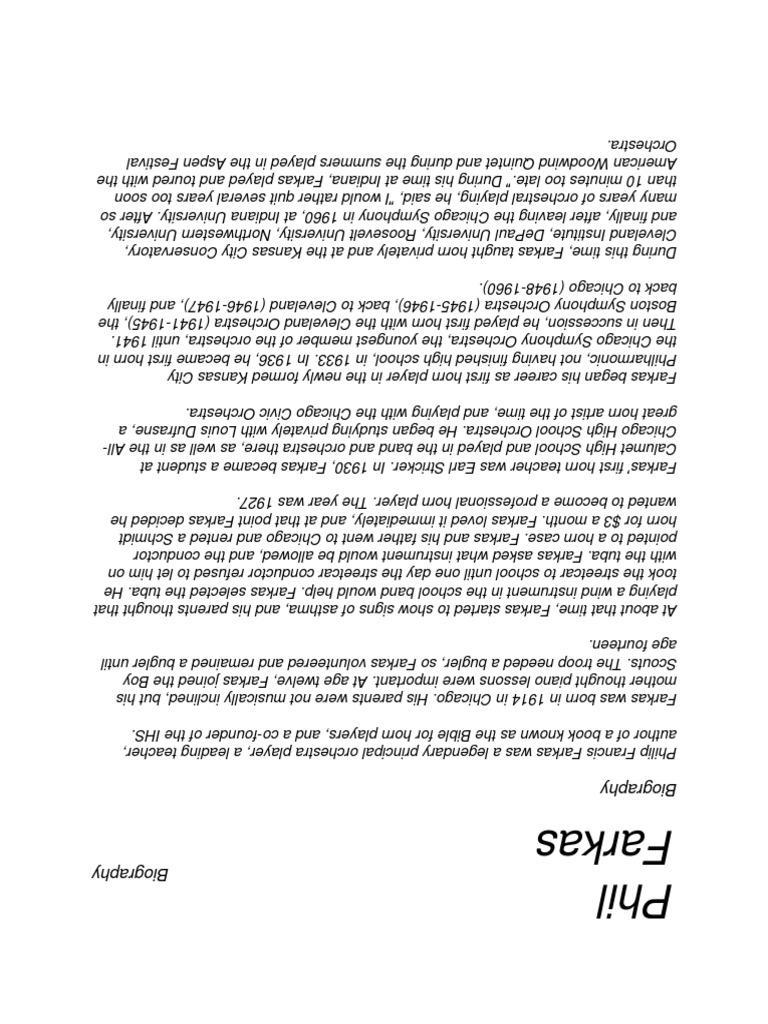 Phil
Farkas
Biography
Biography
Philip Francis Farkas was a legendary principal orchestra player, a leading teacher,
author of a book known as the Bible for horn players, and a co-founder of the IHS.
Farkas was born in 1914 in Chicago. His parents were not musically inclined, but his
mother thought piano lessons were important. At age twelve, Farkas joined the Boy
Scouts. The troop needed a bugler, so Farkas volunteered and remained a bugler until
age fourteen.
At about that time, Farkas started to show signs of asthma, and his parents thought that
playing a wind instrument in the school band would help. Farkas selected the tuba. He
took the streetcar to school until one day the streetcar conductor refused to let him on
with the tuba. Farkas asked what instrument would be allowed, and the conductor
pointed to a horn case. Farkas and his father went to Chicago and rented a Schmidt
horn for $3 a month. Farkas loved it immediately, and at that point Farkas decided he
wanted to become a professional horn player. The year was 1927.
Farkas' first horn teacher was Earl Stricker. In 1930, Farkas became a student at
Calumet High School and played in the band and orchestra there, as well as in the All-
Chicago High School Orchestra. He began studying privately with Louis Dufrasne, a
great horn artist of the time, and playing with the Chicago Civic Orchestra.
Farkas began his career as first horn player in the newly formed Kansas City
Philharmonic, not having finished high school, in 1933. In 1936, he became first horn in
the Chicago Symphony Orchestra, the youngest member of the orchestra, until 1941.
Then in succession, he played first horn with the Cleveland Orchestra (1941-1945), the
Boston Symphony Orchestra (1945-1946), back to Cleveland (1946-1947), and finally
back to Chicago (1948-1960).
During this time, Farkas taught horn privately and at the Kansas City Conservatory,
Cleveland Institute, DePaul University, Roosevelt University, Northwestern University,
and finally, after leaving the Chicago Symphony in 1960, at Indiana University. After so
many years of orchestral playing, he said, "I would rather quit several years too soon
than 10 minutes too late." During his time at Indiana, Farkas played and toured with the
American Woodwind Quintet and during the summers played in the Aspen Festival
Orchestra.